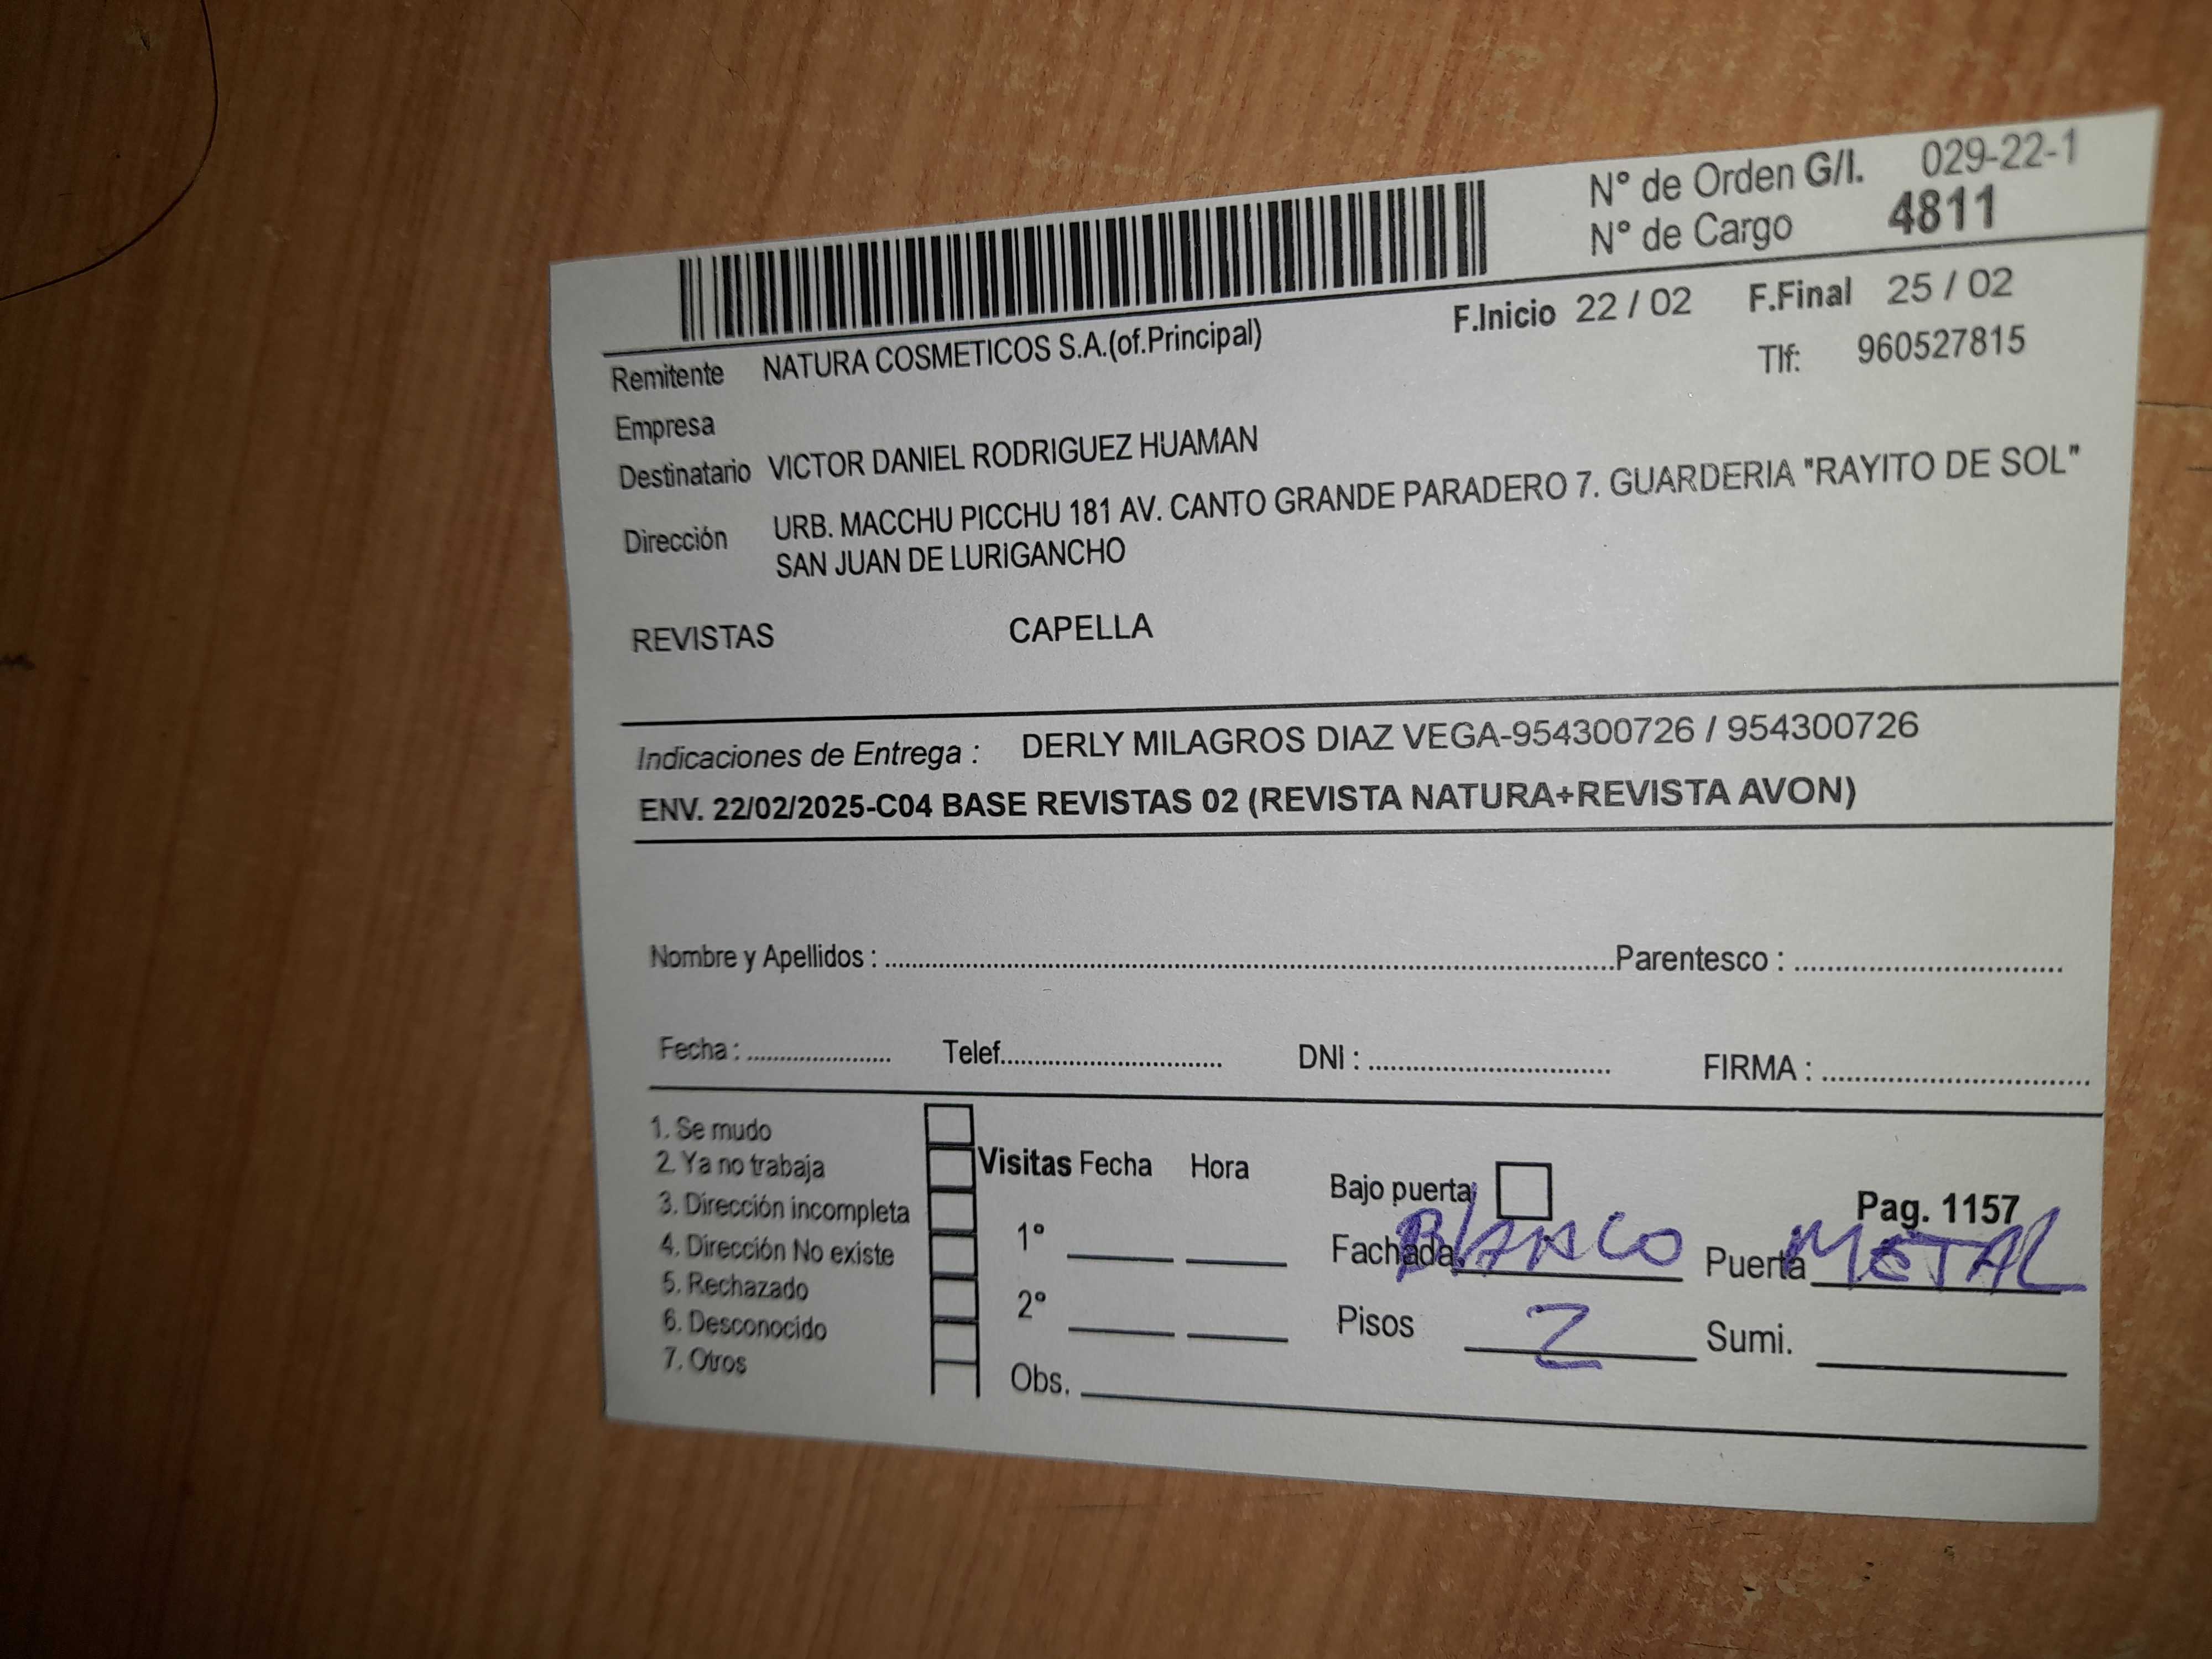 N° de Orden G/I. 029-22-1
N° de Cargo 4811
F.Inicio 22 / 02 F.Final 25 / 02
Remitente NATURA COSMETICOS S.A.(of.Principal) Tlf: 960527815
Empresa
Destinatario VICTOR DANIEL RODRIGUEZ HUAMAN
Dirección URB. MACCHU PICCHU 181 AV. CANTO GRANDE PARADERO 7. GUARDERIA "RAYITO DE SOL"
SAN JUAN DE LURIGANCHO
REVISTAS CAPELLA
Indicaciones de Entrega : DERLY MILAGROS DIAZ VEGA-954300726 / 954300726
ENV. 22/02/2025-C04 BASE REVISTAS 02 (REVISTA NATURA+REVISTA AVON)
Nombre y Apellidos : Parentesco :
Fecha : Telef. DNI : FIRMA :
1. Se mudo
2. Ya no trabaja
3. Dirección incompleta
4. Dirección No existe
5. Rechazado
6. Desconocido
7. Otros
Visitas Fecha Hora
1°
2°
Obs.
Bajo puerta Pag. 1157
Fachada BLANCO Puerta METAL
Pisos 2 Sumi.